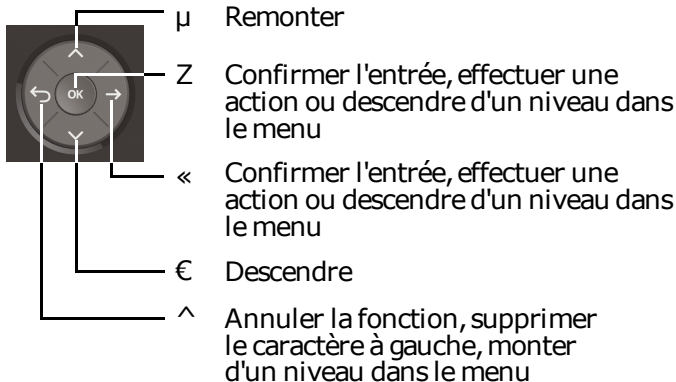 µ Remonter
OK
Z Confirmer l'entrée, effectuer une
action ou descendre d'un niveau dans
le menu
« Confirmer l'entrée, effectuer une
action ou descendre d'un niveau dans
le menu
€ Descendre
^ Annuler la fonction, supprimer
le caractère à gauche, monter
d'un niveau dans le menu